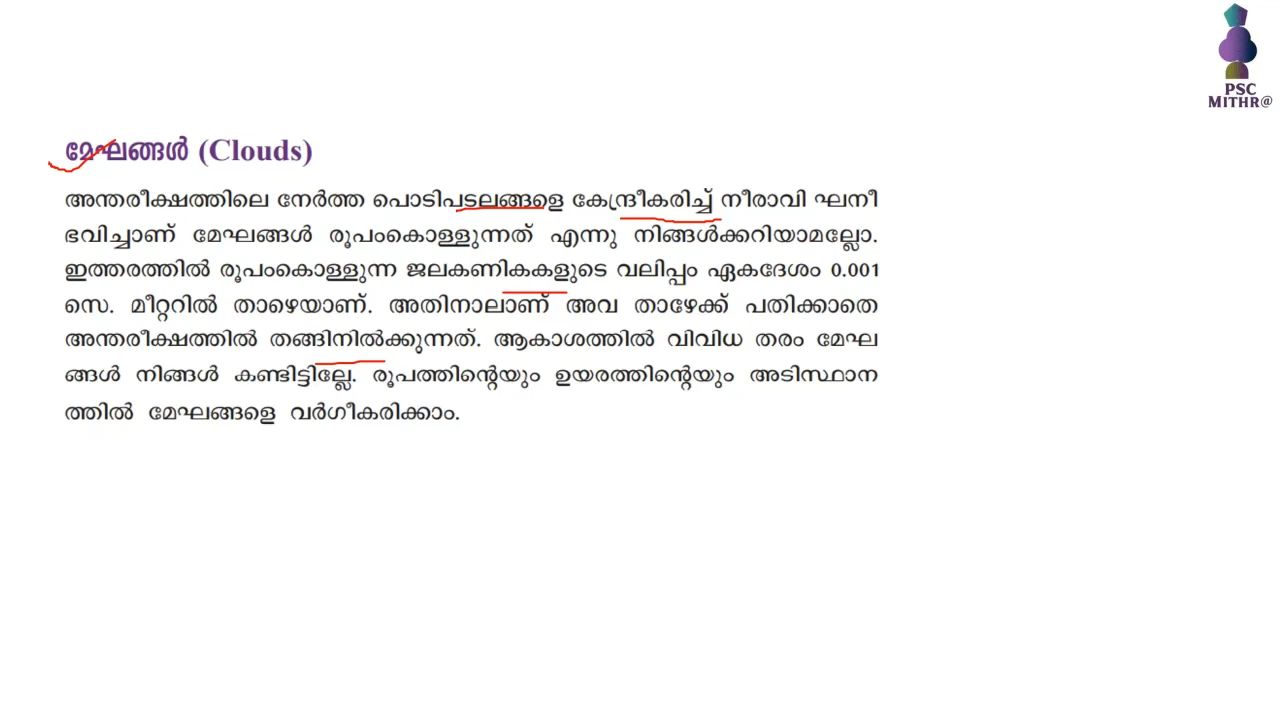 PSC
MITHR@
മേഘങ്ങൾ (Clouds)
അന്തരീക്ഷത്തിലെ നേർത്ത പൊടിപടലങ്ങളെ കേന്ദ്രീകരിച്ച് നീരാവി ഘനീ
ഭവിച്ചാണ് മേഘങ്ങൾ രൂപംകൊള്ളുന്നത് എന്നു നിങ്ങൾക്കറിയാമല്ലോ.
ഇത്തരത്തിൽ രൂപംകൊള്ളുന്ന ജലകണികകളുടെ വലിപ്പം ഏകദേശം 0.001
സെ. മീറ്ററിൽ താഴെയാണ്. അതിനാലാണ് അവ താഴേക്ക് പതിക്കാതെ
അന്തരീക്ഷത്തിൽ തങ്ങിനിൽക്കുന്നത്. ആകാശത്തിൽ വിവിധ തരം മേഘ
ങ്ങൾ നിങ്ങൾ കണ്ടിട്ടില്ലേ. രൂപത്തിന്റെയും ഉയരത്തിന്റെയും അടിസ്ഥാന
ത്തിൽ മേഘങ്ങളെ വർഗീകരിക്കാം.